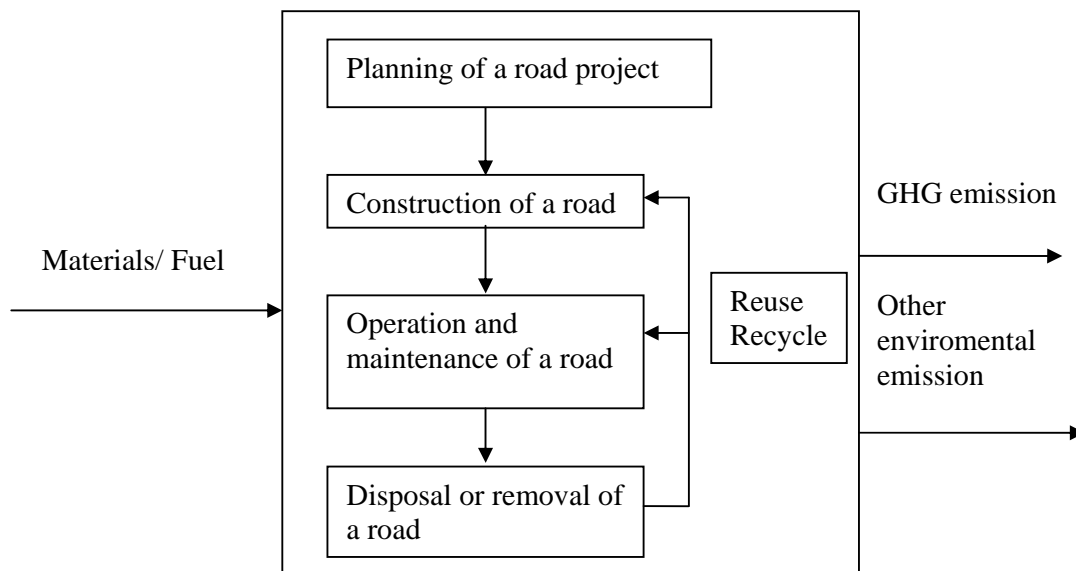 Planning of a road project
Construction of a road
GHG emission
Materials/ Fuel
Reuse
Recycle
Other
enviromental
emission
Operation and
maintenance of a road
Disposal or removal of
a road